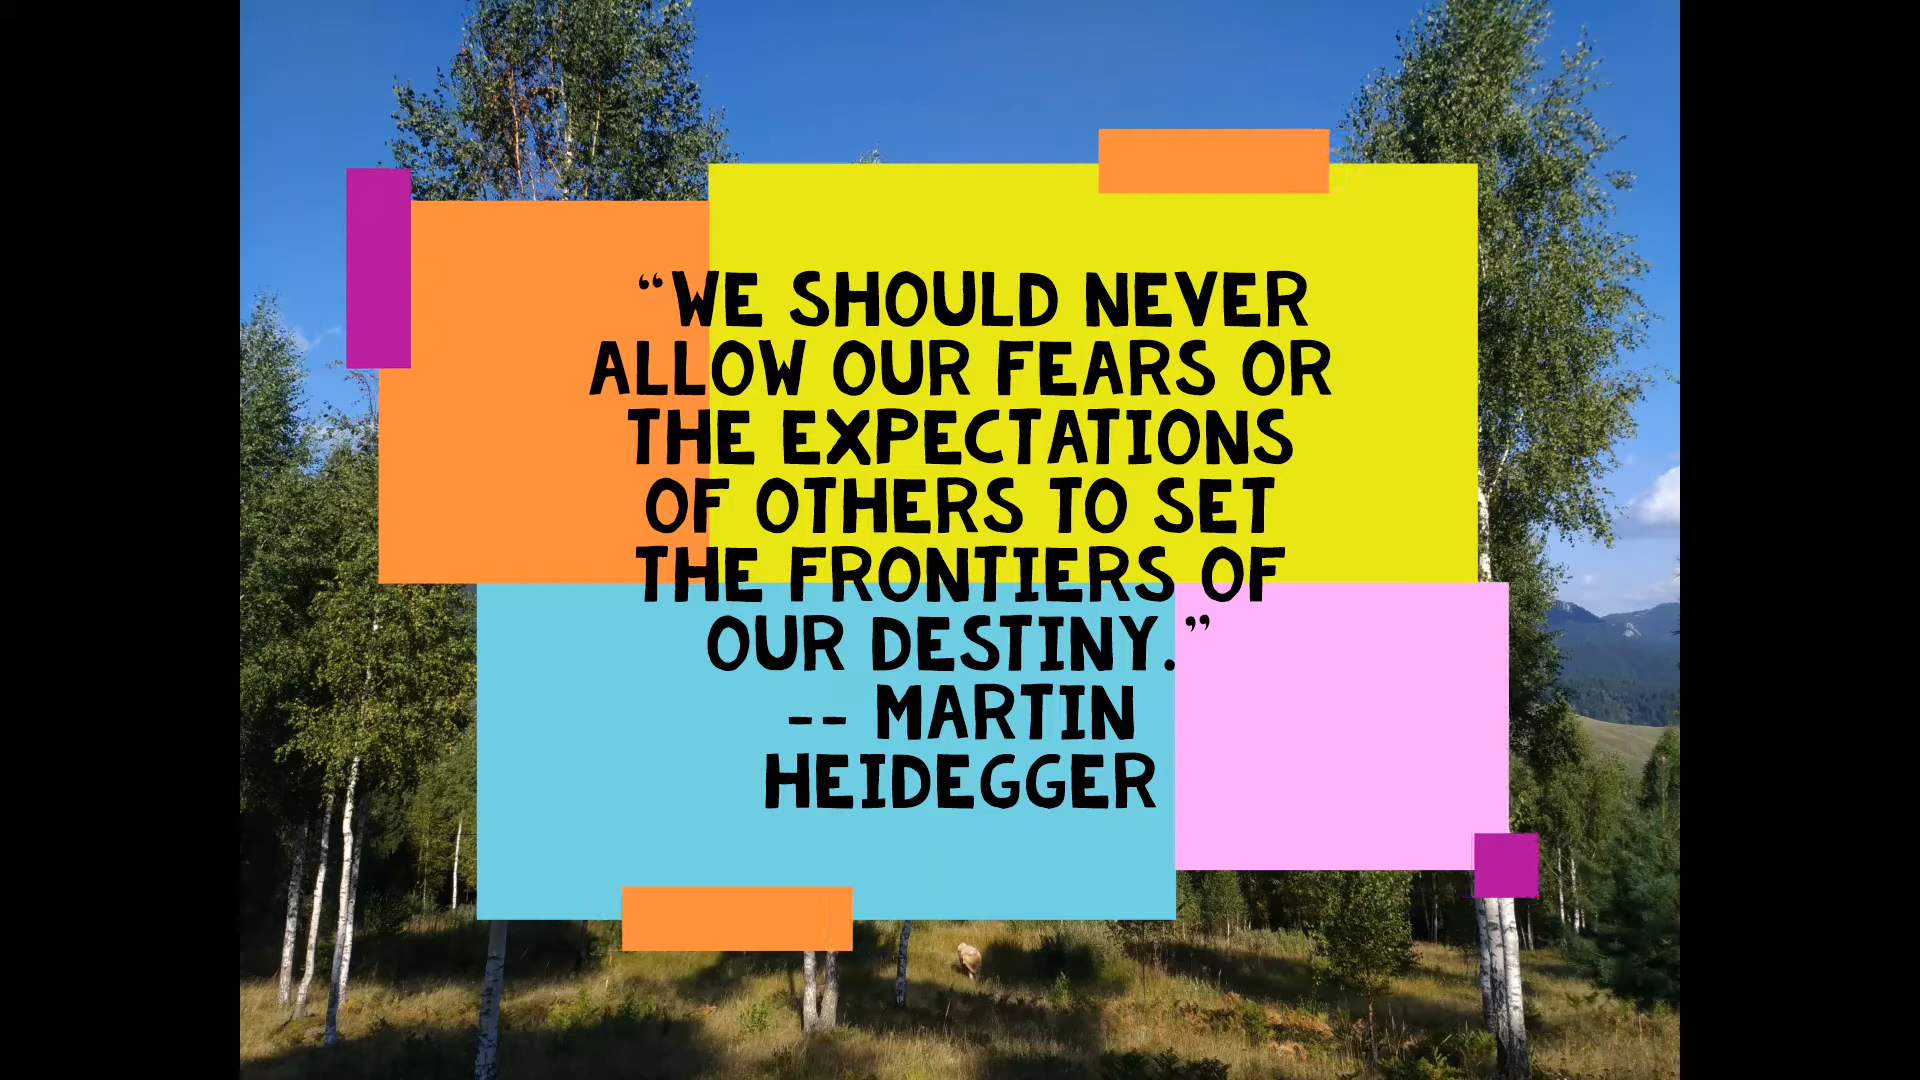 “WE SHOULD NEVER
ALLOW OUR FEARS OR
THE EXPECTATIONS
OF OTHERS TO SET
THE FRONTIERS OF
OUR DESTINY.”
-- MARTIN
HEIDEGGER